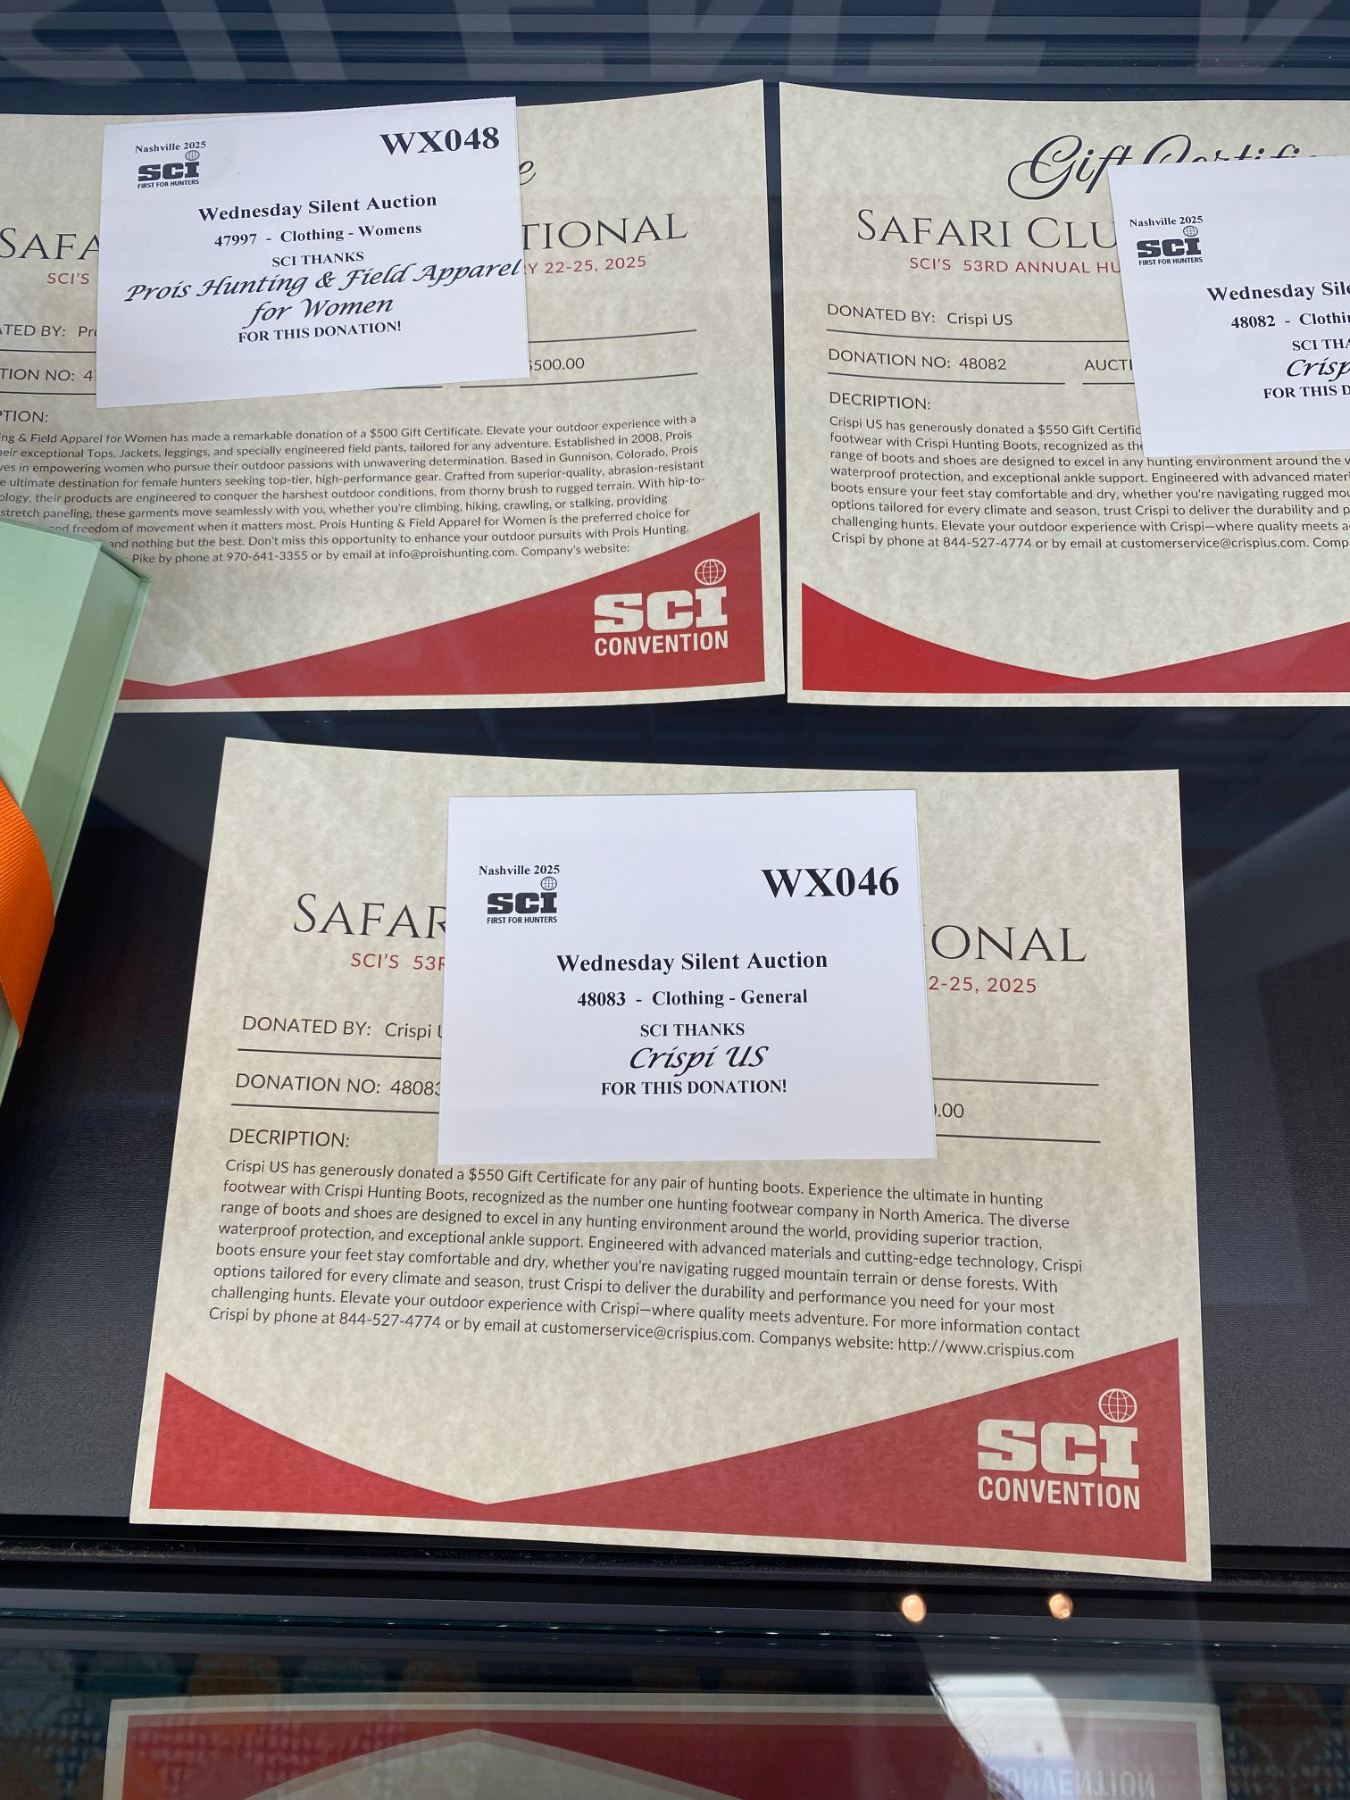 Nashville 2025
WX048
SCI
FIRST FOR HUNTERS
Wednesday Silent Auction
47997 - Clothing - Womens
SCI THANKS
Prois Hunting & Field Apparel
for Women
FOR THIS DONATION!
22-25, 2025
BY:
NO:
$500.00
& Field Apparel for Women has made a remarkable donation of a $500 Gift Certificate. Elevate your outdoor experience with a
exceptional Tops, Jackets, leggings, and specially engineered field pants, tailored for any adventure. Established in 2008, Prois
in empowering women who pursue their outdoor passions with unwavering determination. Based in Gunnison, Colorado, Prois
ultimate destination for female hunters seeking top-tier, high-performance gear. Crafted from superior-quality, abrasion-resistant
their products are engineered to conquer the harshest outdoor conditions, from thorny brush to rugged terrain. With hip-to-
stretch paneling, these garments move seamlessly with you, whether you're climbing, hiking, crawling, or stalking, providing
and freedom of movement when it matters most. Prois Hunting & Field Apparel for Women is the preferred choice for
and nothing but the best. Don't miss this opportunity to enhance your outdoor pursuits with Prois Hunting.
Pike by phone at 970-641-3355 or by email at info@proishunting.com. Company's website:
SCI
CONVENTION
Gift
SAFARI
SCI'S 53RD ANNUAL
DONATED BY: Crispi US
DONATION NO: 48082
DECRIPTION:
Crispi US has generously donated a $550 Gift
footwear with Crispi Hunting Boots, recognized as the
range of boots and shoes are designed to excel in any hunting environment around the
waterproof protection, and exceptional ankle support. Engineered with advanced
boots ensure your feet stay comfortable and dry, whether you're navigating rugged
options tailored for every climate and season, trust Crispi to deliver the durability and
challenging hunts. Elevate your outdoor experience with Crispi—where quality meets
Crispi by phone at 844-527-4774 or by email at customerservice@crispius.com.
Nashville 2025
SCI
FIRST FOR HUNTERS
Wednesday
48082 -
SCI
FOR THIS
SCI'S
DONATED BY: Crispi
DONATION NO: 48083
DECRIPTION:
Nashville 2025
WX046
SCI
FIRST FOR HUNTERS
Wednesday Silent Auction
48083 - Clothing - General
SCI THANKS
Crispi US
FOR THIS DONATION!
2-25, 2025
Crispi US has generously donated a $550 Gift Certificate for any pair of hunting boots. Experience the ultimate in hunting
footwear with Crispi Hunting Boots, recognized as the number one hunting footwear company in North America. The diverse
range of boots and shoes are designed to excel in any hunting environment around the world, providing superior traction,
waterproof protection, and exceptional ankle support. Engineered with advanced materials and cutting-edge technology, Crispi
boots ensure your feet stay comfortable and dry, whether you're navigating rugged mountain terrain or dense forests. With
options tailored for every climate and season, trust Crispi to deliver the durability and performance you need for your most
challenging hunts. Elevate your outdoor experience with Crispi—where quality meets adventure. For more information contact
Crispi by phone at 844-527-4774 or by email at customerservice@crispius.com. Companys website: http://www.crispius.com
SCI
CONVENTION